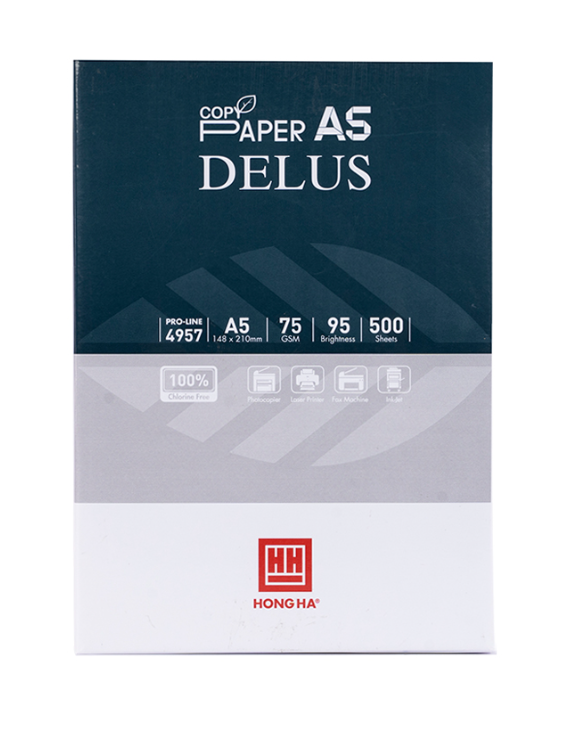 COPY
PAPER A5
DELUS
PRO-LINE A5 75 95 500
4957 148 x 210mm GSM Brightness Sheets
100%
Chlorine Free Photocopier Laser Printer Fax Machine Inkjet
HH
HONG HA®